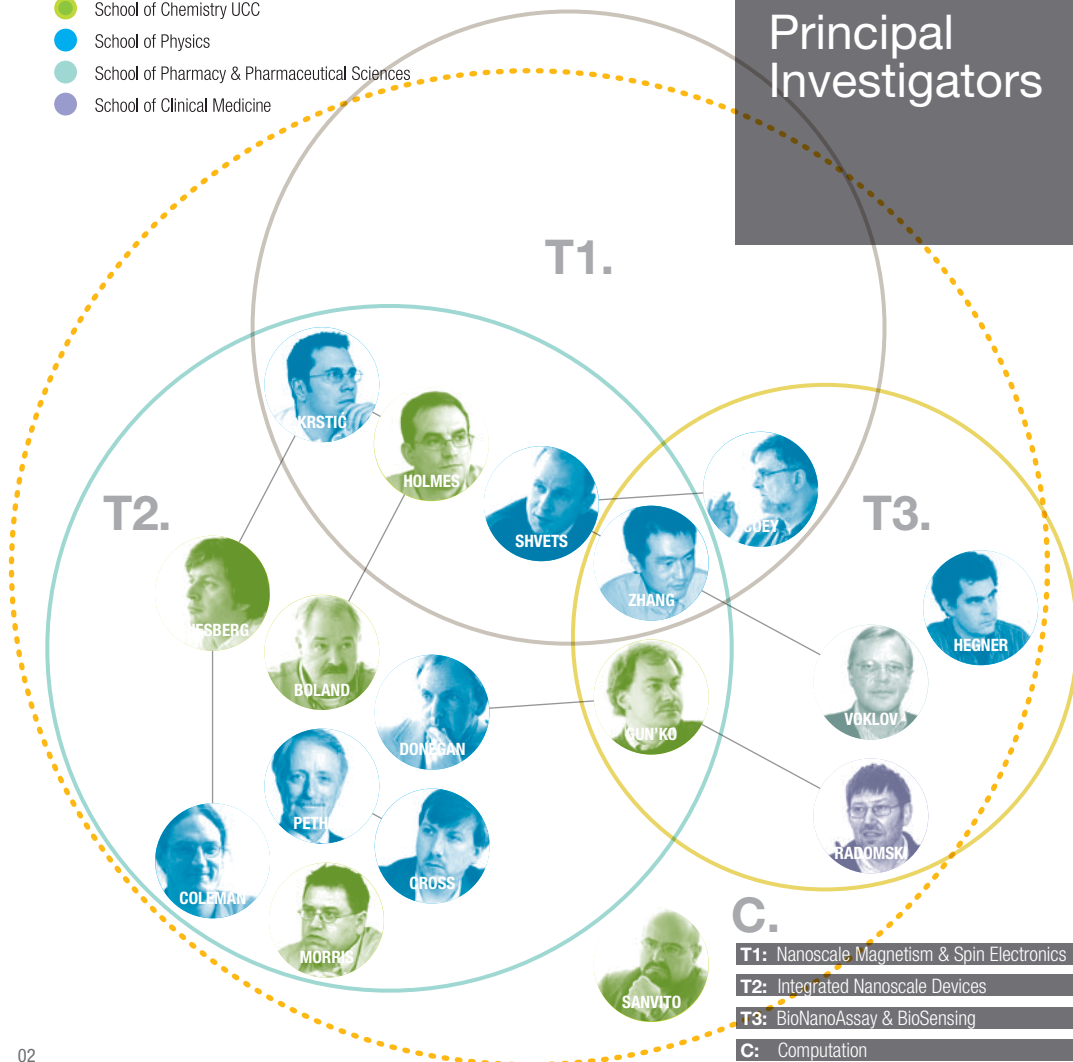 School of Chemistry UCC
School of Physics
School of Pharmacy & Pharmaceutical Sciences
School of Clinical Medicine
Principal
Investigators
T1.
KRSTIC
HOLMES
T2.
T3.
SHVETS
COEY
ZHANG
NESBERG
HEGNER
BOLAND
VOKLOV
GUN'KO
DONEGAN
PETH
RADOMSKI
CROSS
COLEMAN
C.
MORRIS
SANVITO
T1: Nanoscale Magnetism & Spin Electronics
T2: Integrated Nanoscale Devices
T3: BioNanoAssay & BioSensing
C: Computation
02